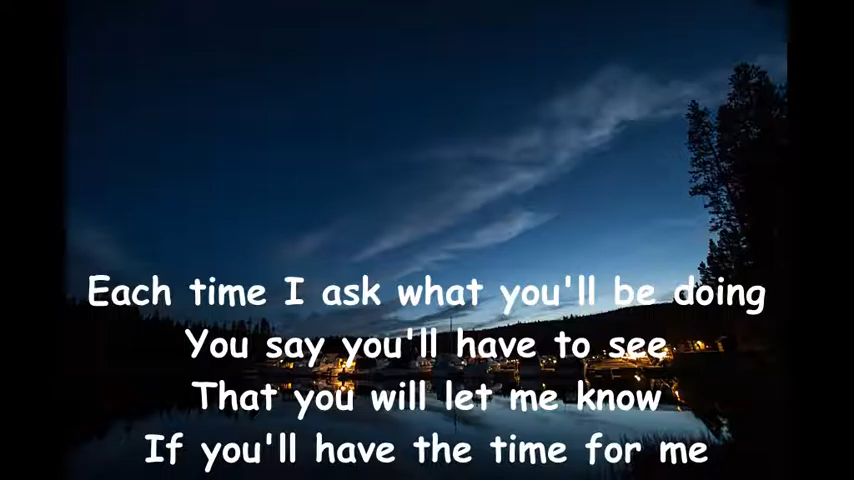 Each time I ask what you'll be doing
You say you'll have to see
That you will let me know
If you'll have the time for me